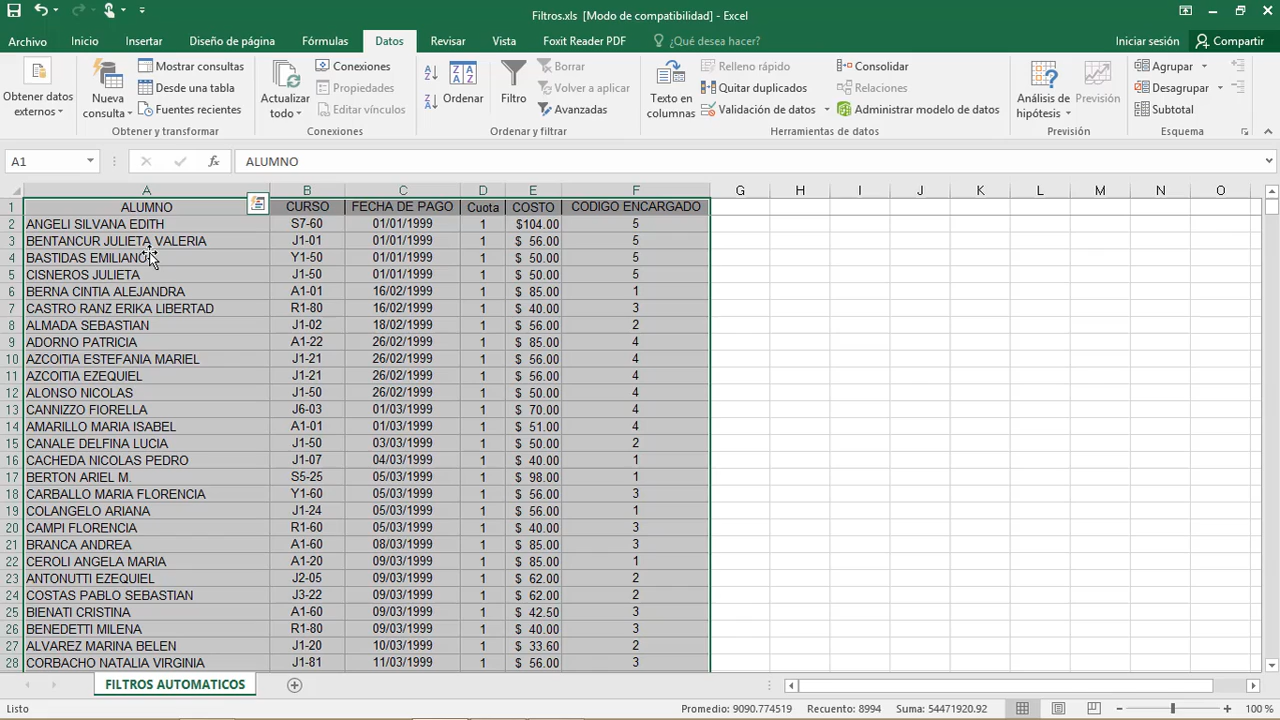 Filtros.xls [Modo de compatibilidad] - Excel
Archivo Inicio Insertar Diseño de página Fórmulas Datos Revisar Vista Foxit Reader PDF ¿Qué desea hacer? Iniciar sesión Compartir
Obtener datos externos
Nueva consulta
Mostrar consultas
Desde una tabla
Fuentes recientes
Obtener y transformar
Actualizar todo
Conexiones
Propiedades
Editar vínculos
Conexiones
Ordenar
Filtro
Borrar
Volver a aplicar
Avanzadas
Ordenar y filtrar
Texto en columnas
Relleno rápido
Quitar duplicados
Validación de datos
Consolidar
Relaciones
Administrar modelo de datos
Herramientas de datos
Análisis de hipótesis
Previsión
Previsión
Agrupar
Desagrupar
Subtotal
Esquema
A1 fx ALUMNO
A B C D E F G H I J K L M N O
1 ALUMNO CURSO FECHA DE PAGO Cuota COSTO CODIGO ENCARGADO
2 ANGELI SILVANA EDITH S7-60 01/01/1999 1 $104.00 5
3 BENTANCUR JULIETA VALERIA J1-01 01/01/1999 1 $ 56.00 5
4 BASTIDAS EMILIANO Y1-50 01/01/1999 1 $ 50.00 5
5 CISNEROS JULIETA J1-50 01/01/1999 1 $ 50.00 5
6 BERNA CINTIA ALEJANDRA A1-01 16/02/1999 1 $ 85.00 1
7 CASTRO RANZ ERIKA LIBERTAD R1-80 16/02/1999 1 $ 40.00 3
8 ALMADA SEBASTIAN J1-02 18/02/1999 1 $ 56.00 2
9 ADORNO PATRICIA A1-22 26/02/1999 1 $ 85.00 4
10 AZCOITIA ESTEFANIA MARIEL J1-21 26/02/1999 1 $ 56.00 4
11 AZCOITIA EZEQUIEL J1-21 26/02/1999 1 $ 56.00 4
12 ALONSO NICOLAS J1-50 26/02/1999 1 $ 50.00 4
13 CANNIZZO FIORELLA J6-03 01/03/1999 1 $ 70.00 4
14 AMARILLO MARIA ISABEL A1-01 01/03/1999 1 $ 51.00 4
15 CANALE DELFINA LUCIA J1-50 03/03/1999 1 $ 50.00 2
16 CACHEDA NICOLAS PEDRO J1-07 04/03/1999 1 $ 40.00 1
17 BERTON ARIEL M. S5-25 05/03/1999 1 $ 98.00 1
18 CARBALLO MARIA FLORENCIA Y1-60 05/03/1999 1 $ 56.00 3
19 COLANGELO ARIANA J1-24 05/03/1999 1 $ 56.00 1
20 CAMPI FLORENCIA R1-60 05/03/1999 1 $ 40.00 3
21 BRANCA ANDREA A1-60 08/03/1999 1 $ 85.00 3
22 CEROLI ANGELA MARIA A1-20 09/03/1999 1 $ 85.00 1
23 ANTONUTTI EZEQUIEL J2-05 09/03/1999 1 $ 62.00 2
24 COSTAS PABLO SEBASTIAN J3-22 09/03/1999 1 $ 62.00 2
25 BIENATI CRISTINA A1-60 09/03/1999 1 $ 42.50 3
26 BENEDETTI MILENA R1-80 09/03/1999 1 $ 40.00 3
27 ALVAREZ MARINA BELEN J1-20 10/03/1999 1 $ 33.60 2
28 CORBACHO NATALIA VIRGINIA J1-81 11/03/1999 1 $ 56.00 3
FILTROS AUTOMATICOS
Listo Promedio: 9090.774519 Recuento: 8994 Suma: 54471920.92 100 %